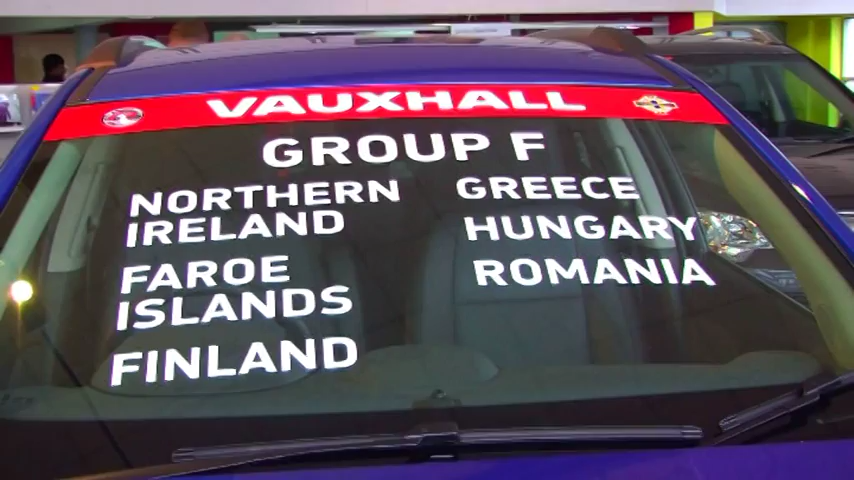 VAUXHALL
GROUP F
NORTHERN
IRELAND
FAROE
ISLANDS
FINLAND
GREECE
HUNGARY
ROMANIA